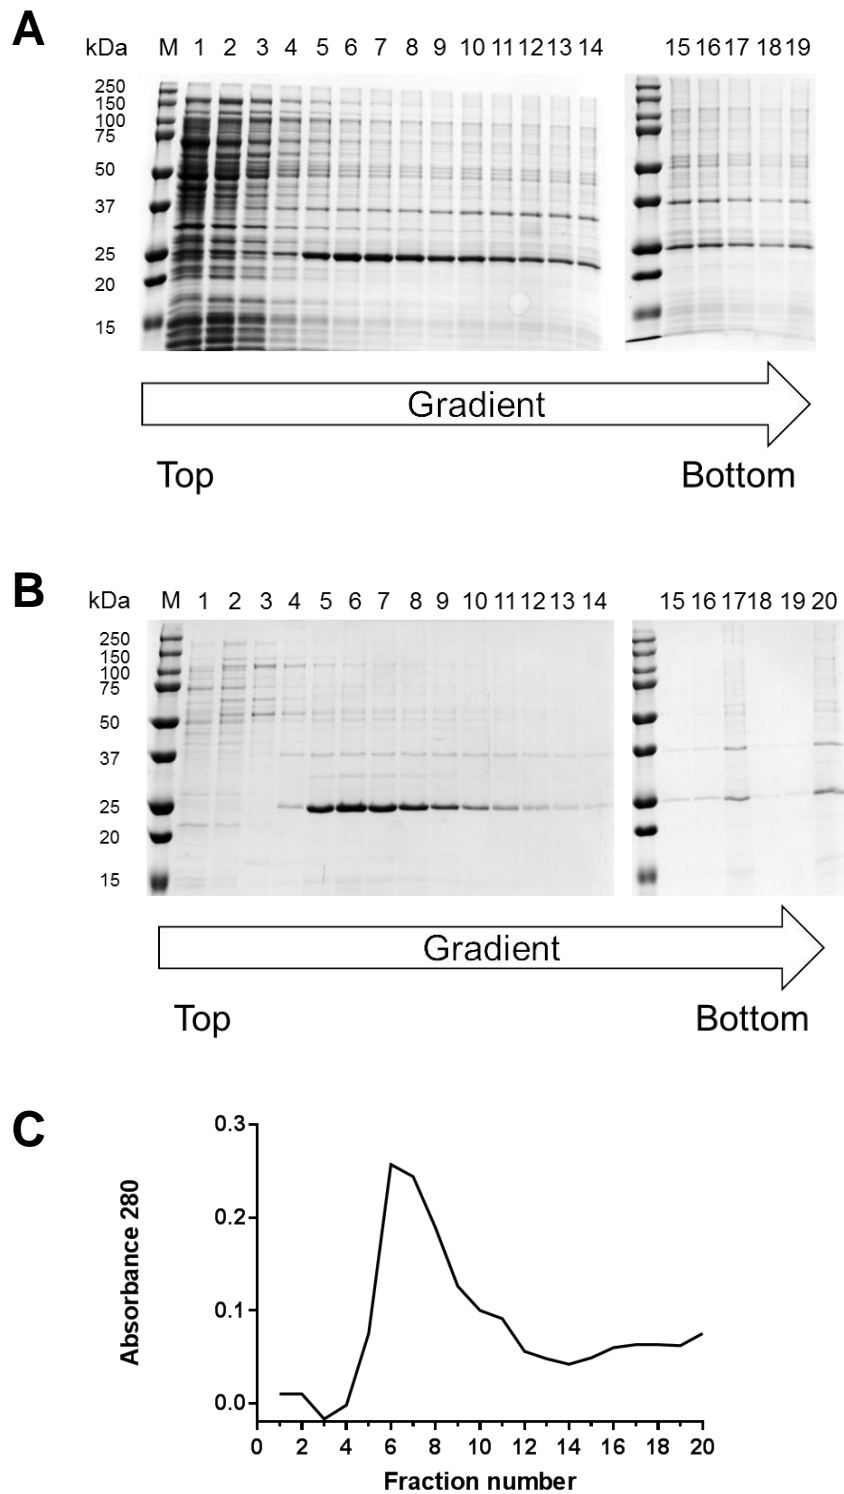 A
kDa M 1 2 3 4 5 6 7 8 9 10 11 12 13 14 15 16 17 18 19
250
150
100
75
50
37
25
20
15
Gradient
Top Bottom
B
kDa M 1 2 3 4 5 6 7 8 9 10 11 12 13 14 15 16 17 18 19 20
250
150
100
75
50
37
25
20
15
Gradient
Top Bottom
C
0.3
0.2
0.1
0.0
Absorbance 280
0 2 4 6 8 10 12 14 16 18 20
Fraction number